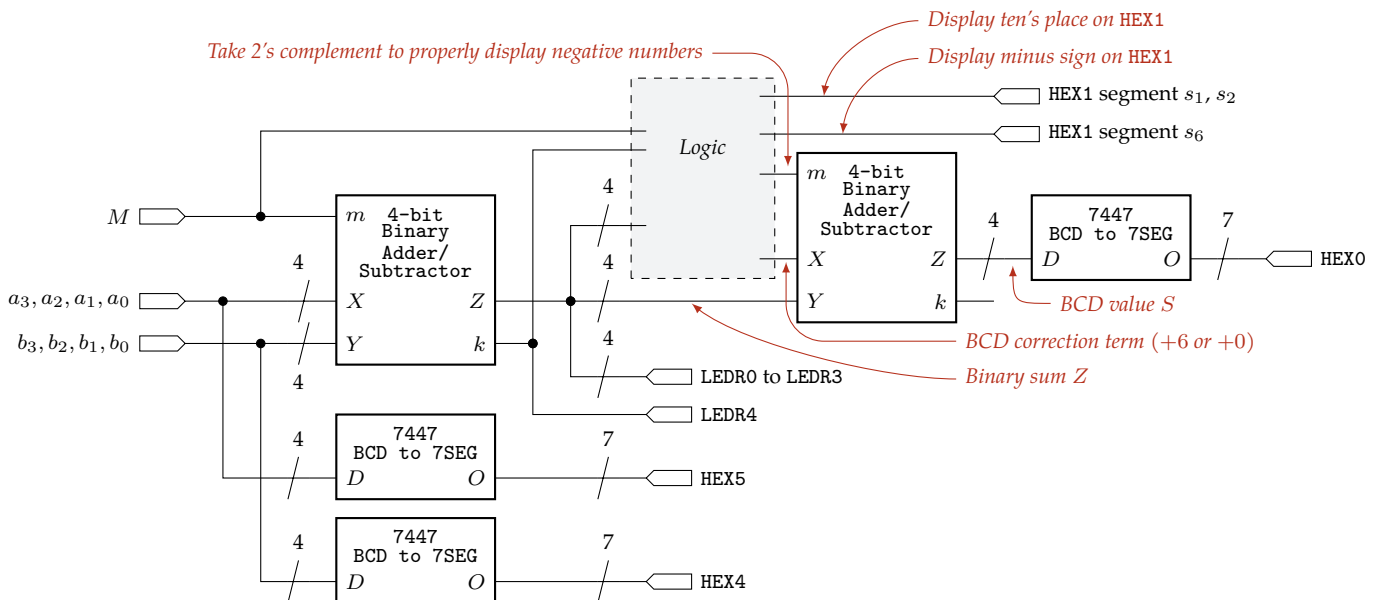 Display ten's place on HEX1
Take 2's complement to properly display negative numbers
Display minus sign on HEX1
HEX1 segment s₁, s₂
HEX1 segment s₆
Logic
M
m
4-bit
Binary
Adder/
Subtractor
X
Y
Z
k
a₃, a₂, a₁, a₀
b₃, b₂, b₁, b₀
4
4
4
4
4
m
4-bit
Binary
Adder/
Subtractor
X
Y
Z
k
4
7447
BCD to 7SEG
D
O
7
HEX0
BCD value S
BCD correction term (+6 or +0)
Binary sum Z
LEDR0 to LEDR3
LEDR4
4
7447
BCD to 7SEG
D
O
7
HEX5
4
7447
BCD to 7SEG
D
O
7
HEX4